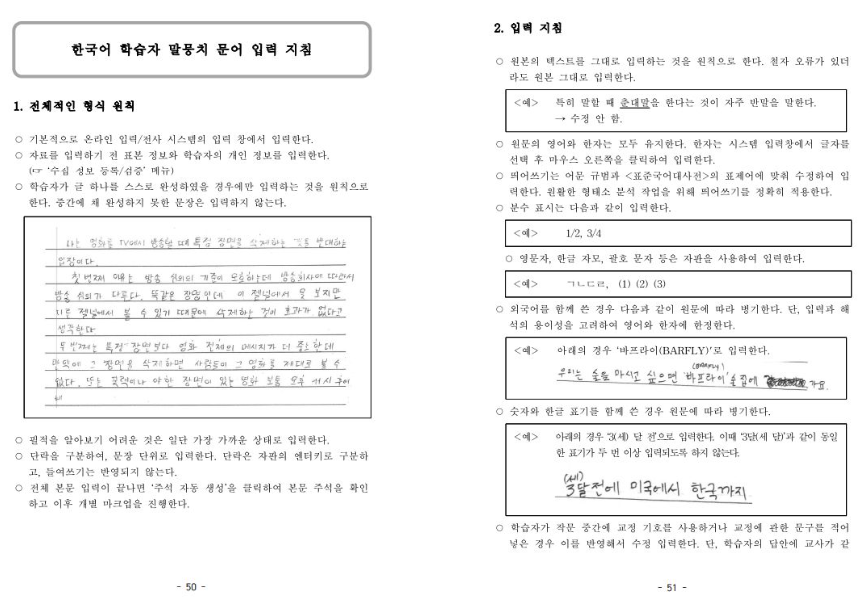 한국어 학습자 말뭉치 문어 입력 지침
1. 전체적인 형식 원칙
○ 기본적으로 온라인 입력/전사 시스템의 입력 창에서 입력한다.
○ 자료를 입력하기 전 표본 정보와 학습자의 개인 정보를 입력한다.
(☞ '수집 정보 등록/검증' 메뉴)
○ 학습자가 글 하나를 스스로 완성하였을 경우에만 입력하는 것을 원칙으로
한다. 중간에 채 완성하지 못한 문장은 입력하지 않는다.
나는 영화를 TV에서 방송될 때 특정 장면을 삭제하는 것을 반대하는
입장이다.
첫 번째 이유는 방송 심의의 기준이 모호하는데 방송회사에 따라서
방송 심의가 다르다. 똑같은 장면인데 이 젤널에서 못 보지만
다른 젤널에서 볼 수 있기 때문에 삭제하는 것이 효과가 없다고
생각한다
두 번째는 특정 장면보다 영화 전체의 메시지가 더 중요한데
만약에 그 장면을 삭제하면 사람들이 그 영화를 제대로 볼 수
없다. 또는 폭력이나 야한 장면이 있는 영화 보통
○ 필적을 알아보기 어려운 것은 일단 가장 가까운 상태로 입력한다.
○ 단락을 구분하여, 문장 단위로 입력한다. 단락은 자판의 엔터키로 구분하
고, 들여쓰기는 반영되지 않는다.
○ 전체 본문 입력이 끝나면 '주석 자동 생성'을 클릭하여 본문 주석을 확인
하고 이후 개별 마크업을 진행한다.
- 50 -
2. 입력 지침
○ 원본의 텍스트를 그대로 입력하는 것을 원칙으로 한다. 철자 오류가 있더
라도 원본 그대로 입력한다.
<예> 특히 말할 때 춘대말을 한다는 것이 자주 반말을 말한다.
→ 수정 안 함.
○ 원문의 영어와 한자는 모두 유지한다. 한자는 시스템 입력창에서 글자를
선택 후 마우스 오른쪽을 클릭하여 입력한다.
○ 띄어쓰기는 어문 규범과 <표준국어대사전>의 표제어에 맞춰 수정하여 입
력한다. 원활한 형태소 분석 작업을 위해 띄어쓰기를 정확히 적용한다.
○ 분수 표시는 다음과 같이 입력한다.
<예> 1/2, 3/4
○ 영문자, 한글 자모, 괄호 문자 등은 자판을 사용하여 입력한다.
<예> ㄱㄴㄷㄹ, (1) (2) (3)
○ 외국어를 함께 쓴 경우 다음과 같이 원문에 따라 병기한다. 단, 입력과 해
석의 용이성을 고려하여 영어와 한자에 한정한다.
<예> 아래의 경우 '바프라이(BARFLY)'로 입력한다.
(BARFLY)
우리는 술을 마시고 싶으면 '바프라이' 술집에 가요.
○ 숫자와 한글 표기를 함께 쓴 경우 원문에 따라 병기한다.
<예> 아래의 경우 '3(세) 달 전'으로 입력한다. 이때 '3달(세 달)'과 같이 동일
한 표기가 두 번 이상 입력되도록 하지 않는다.
(세)
3달전에 미국에서 한국까지
○ 학습자가 작문 중간에 교정 기호를 사용하거나 교정에 관한 문구를 적어
넣은 경우 이를 반영해서 수정 입력한다. 단, 학습자의 답안에 교사가 같
- 51 -